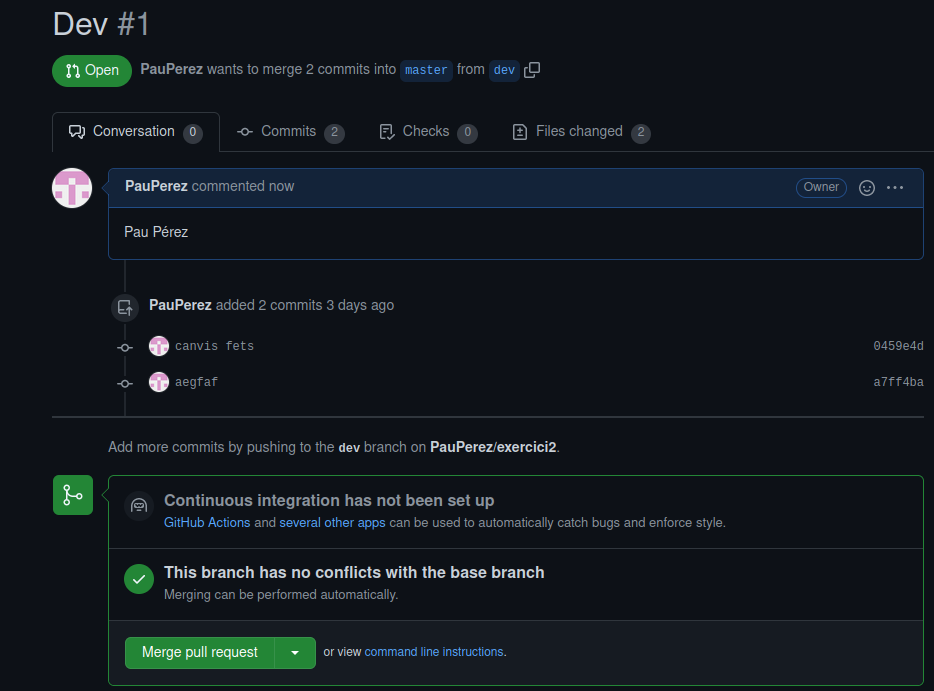 Dev #1
Open PauPerez wants to merge 2 commits into master from dev
Conversation 0 Commits 2 Checks 0 Files changed 2
PauPerez commented now Owner
Pau Pérez
PauPerez added 2 commits 3 days ago
canvis fets 0459e4d
aegfaf a7ff4ba
Add more commits by pushing to the dev branch on PauPerez/exercici2.
Continuous integration has not been set up
GitHub Actions and several other apps can be used to automatically catch bugs and enforce style.
This branch has no conflicts with the base branch
Merging can be performed automatically.
Merge pull request or view command line instructions.